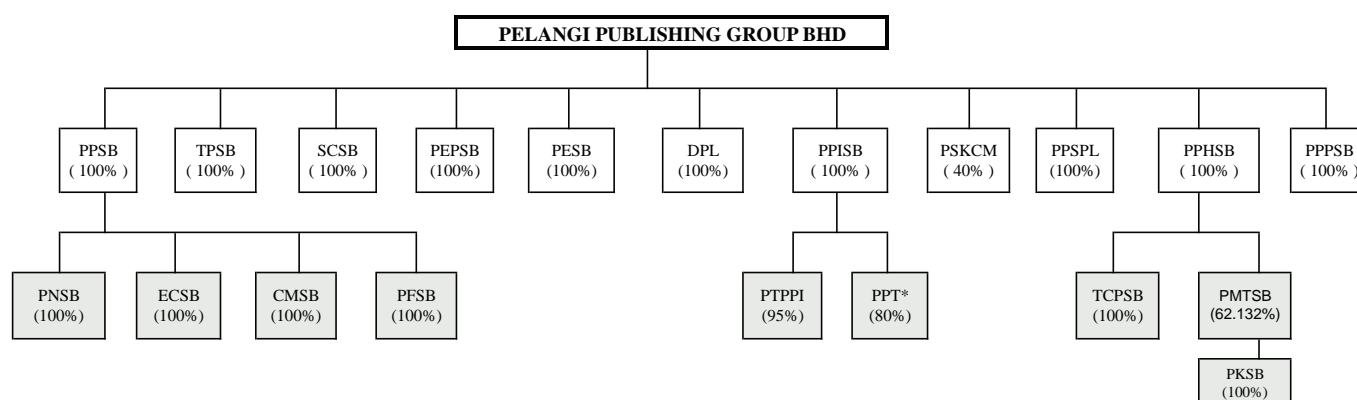 PELANGI PUBLISHING GROUP BHD
PPSB
( 100% )
TPSB
( 100% )
SCSB
( 100% )
PEPSB
(100%)
PESB
(100%)
DPL
(100%)
PPISB
( 100% )
PSKCM
( 40% )
PPSPL
(100%)
PPHSB
( 100% )
PPPSB
( 100% )
PNSB
(100%)
ECSB
(100%)
CMSB
(100%)
PFSB
(100%)
PTPPI
(95%)
PPT*
(80%)
TCPSB
(100%)
PMTSB
(62.132%)
PKSB
(100%)